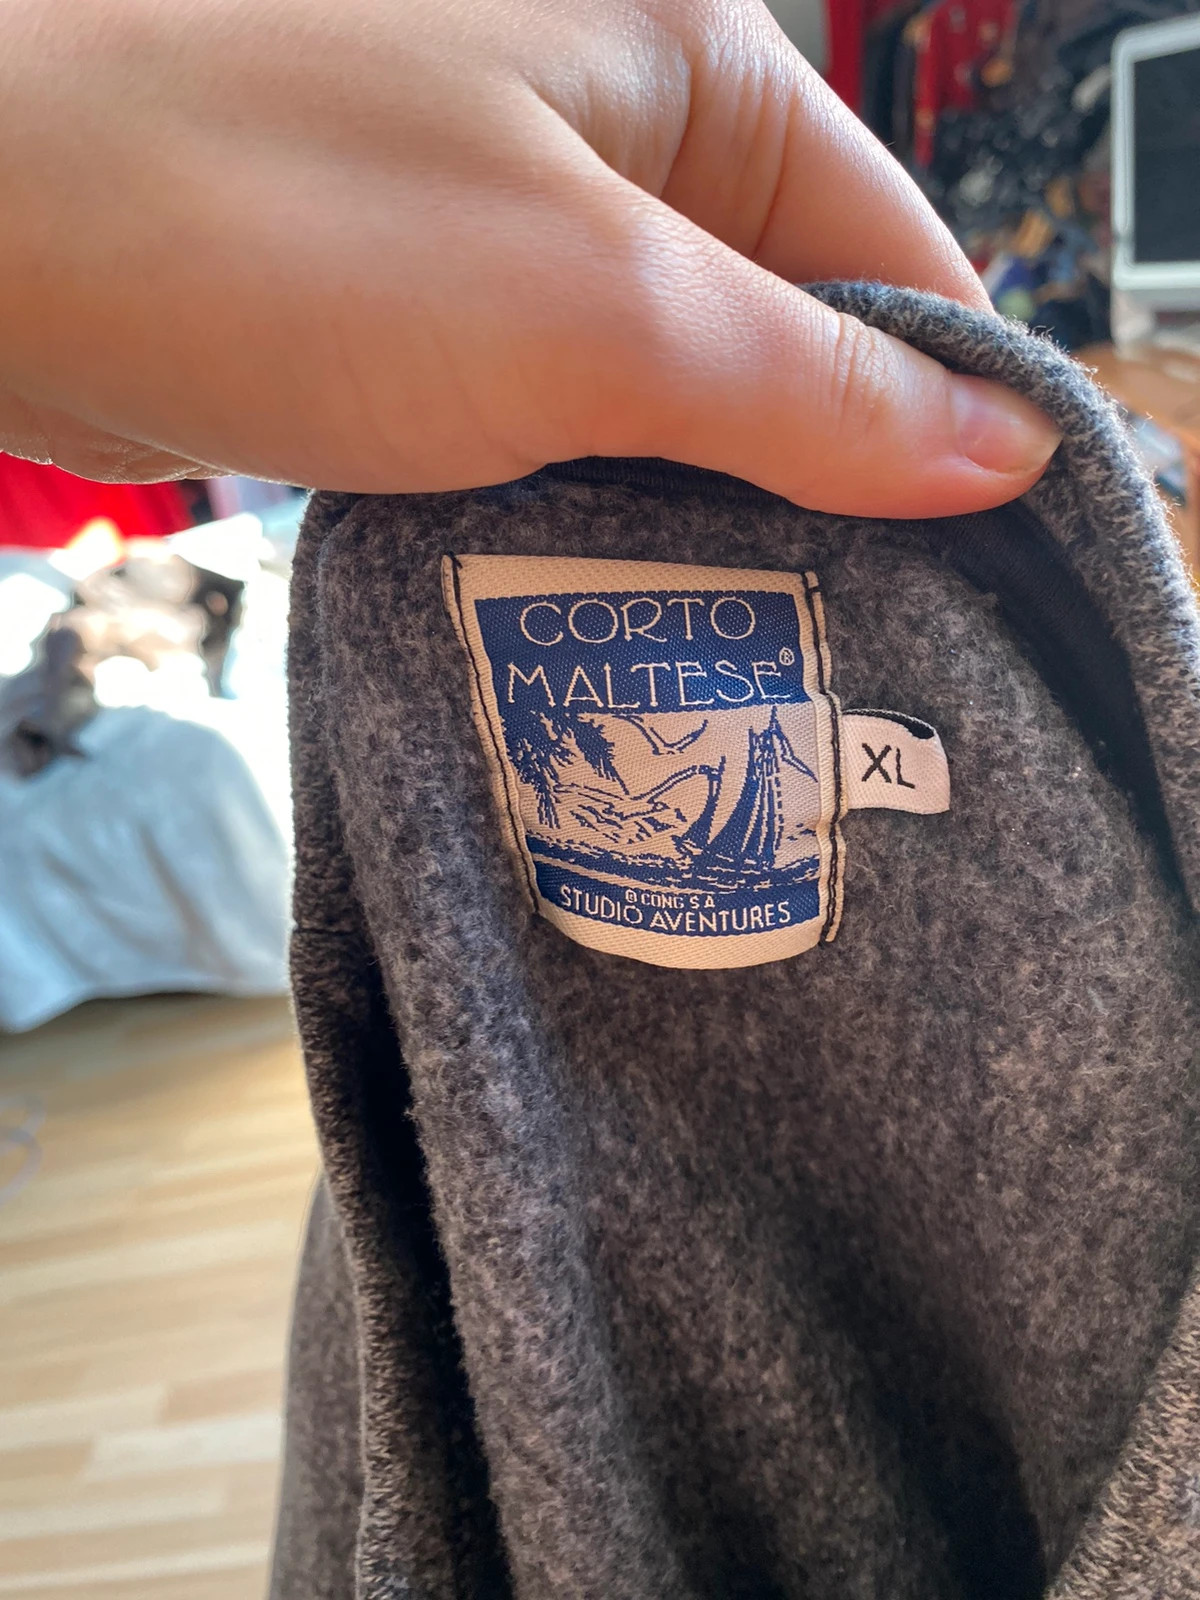 CORTO
MALTESE®
XL
© CONG S A
STUDIO AVENTURES